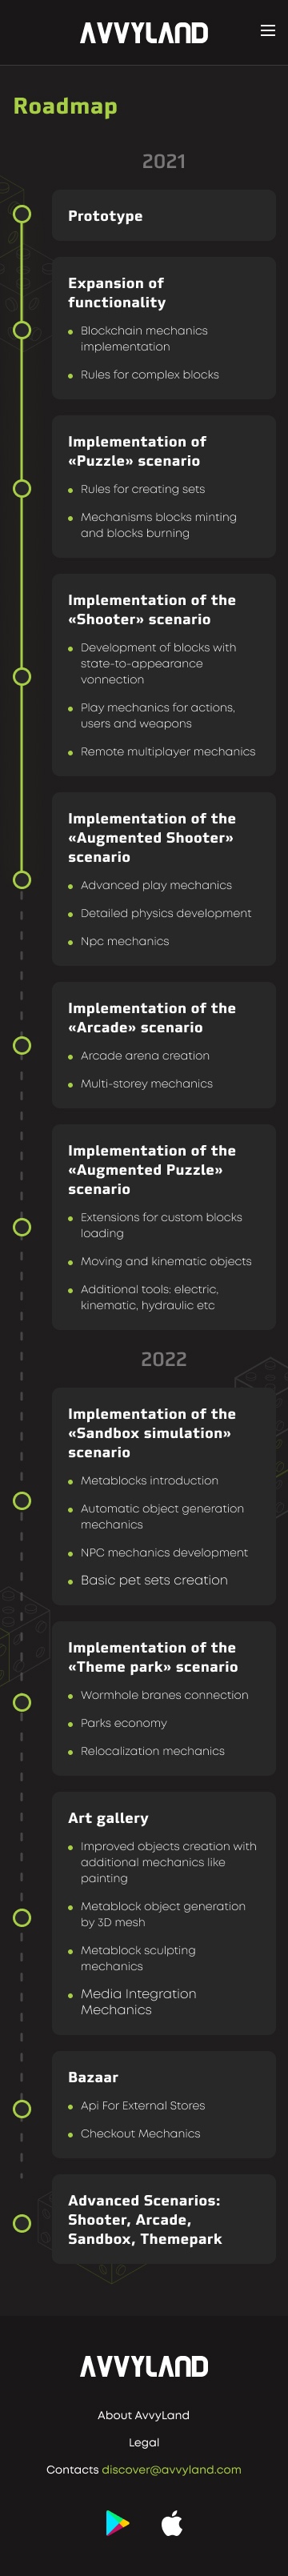 AVVYLAND
Roadmap
2021
Prototype
Expansion of
functionality
Blockchain mechanics
implementation
Rules for complex blocks
Implementation of
«Puzzle» scenario
Rules for creating sets
Mechanisms blocks minting
and blocks burning
Implementation of the
«Shooter» scenario
Development of blocks with
state-to-appearance
vonnection
Play mechanics for actions,
users and weapons
Remote multiplayer mechanics
Implementation of the
«Augmented Shooter»
scenario
Advanced play mechanics
Detailed physics development
Npc mechanics
Implementation of the
«Arcade» scenario
Arcade arena creation
Multi-storey mechanics
Implementation of the
«Augmented Puzzle»
scenario
Extensions for custom blocks
loading
Moving and kinematic objects
Additional tools: electric,
kinematic, hydraulic etc
2022
Implementation of the
«Sandbox simulation»
scenario
Metablocks introduction
Automatic object generation
mechanics
NPC mechanics development
Basic pet sets creation
Implementation of the
«Theme park» scenario
Wormhole branes connection
Parks economy
Relocalization mechanics
Art gallery
Improved objects creation with
additional mechanics like
painting
Metablock object generation
by 3D mesh
Metablock sculpting
mechanics
Media Integration
Mechanics
Bazaar
Api For External Stores
Checkout Mechanics
Advanced Scenarios:
Shooter, Arcade,
Sandbox, Themepark
AVVYLAND
About AvvyLand
Legal
Contacts discover@avvyland.com